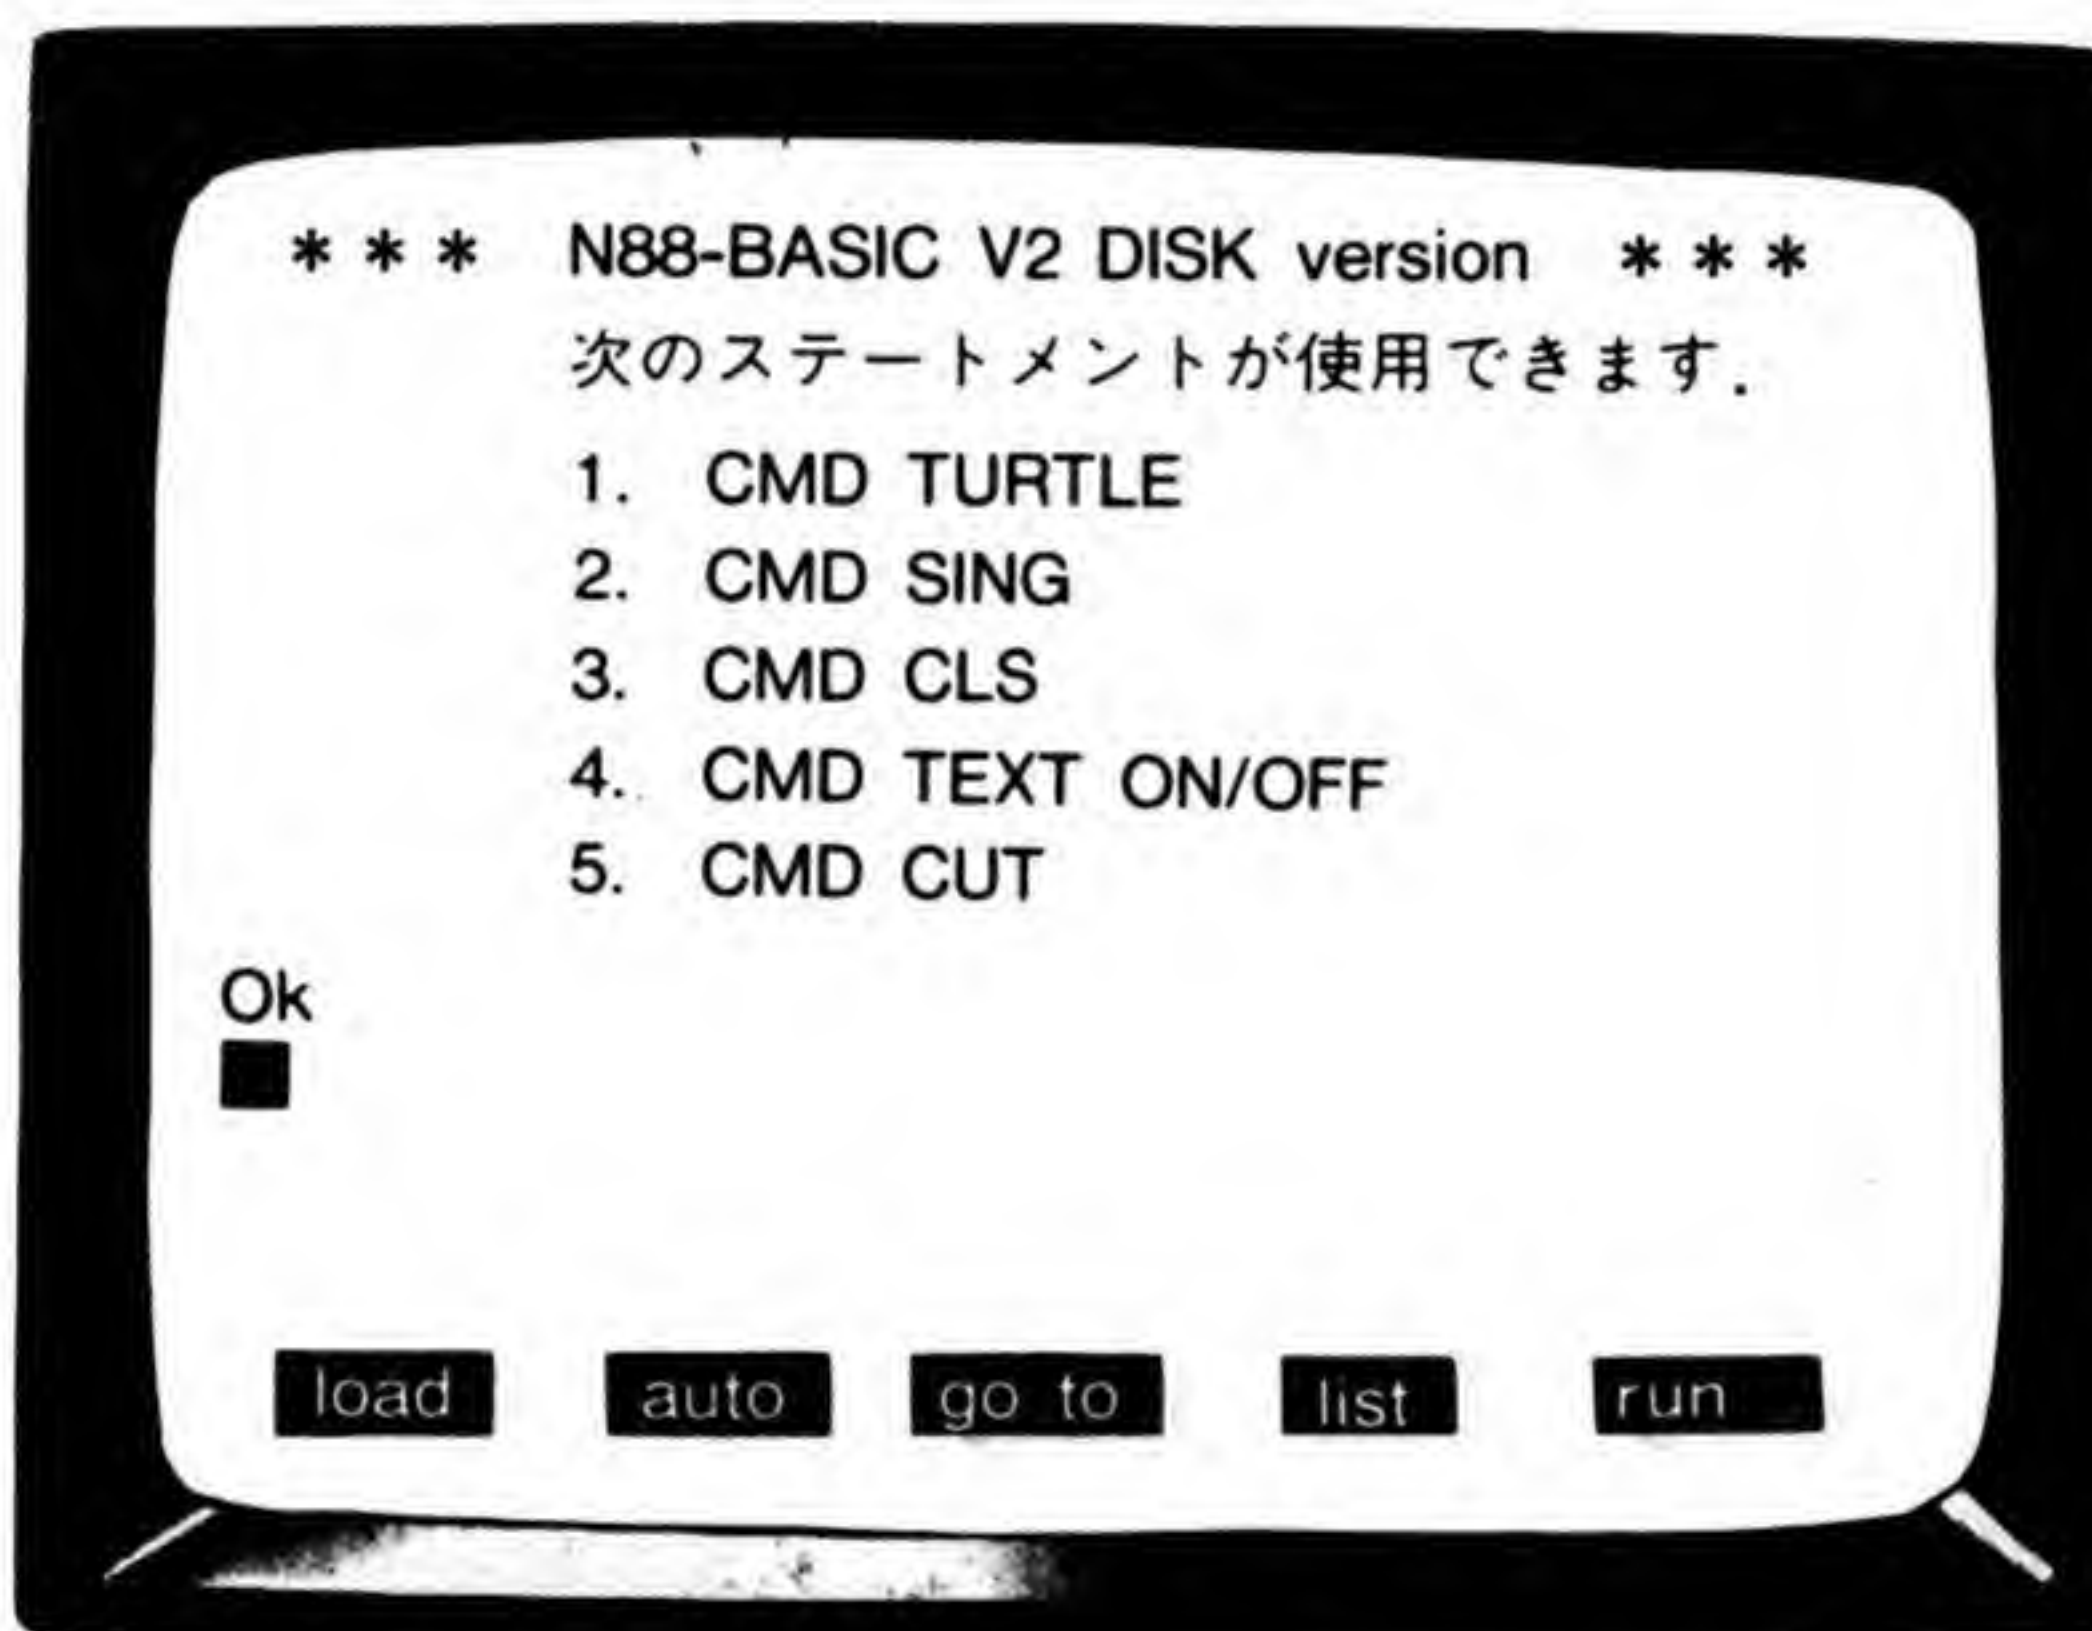 *** N88-BASIC V2 DISK version ***
次のステートメントが使用できます.
1. CMD TURTLE
2. CMD SING
3. CMD CLS
4. CMD TEXT ON/OFF
5. CMD CUT
Ok
load auto go to list run